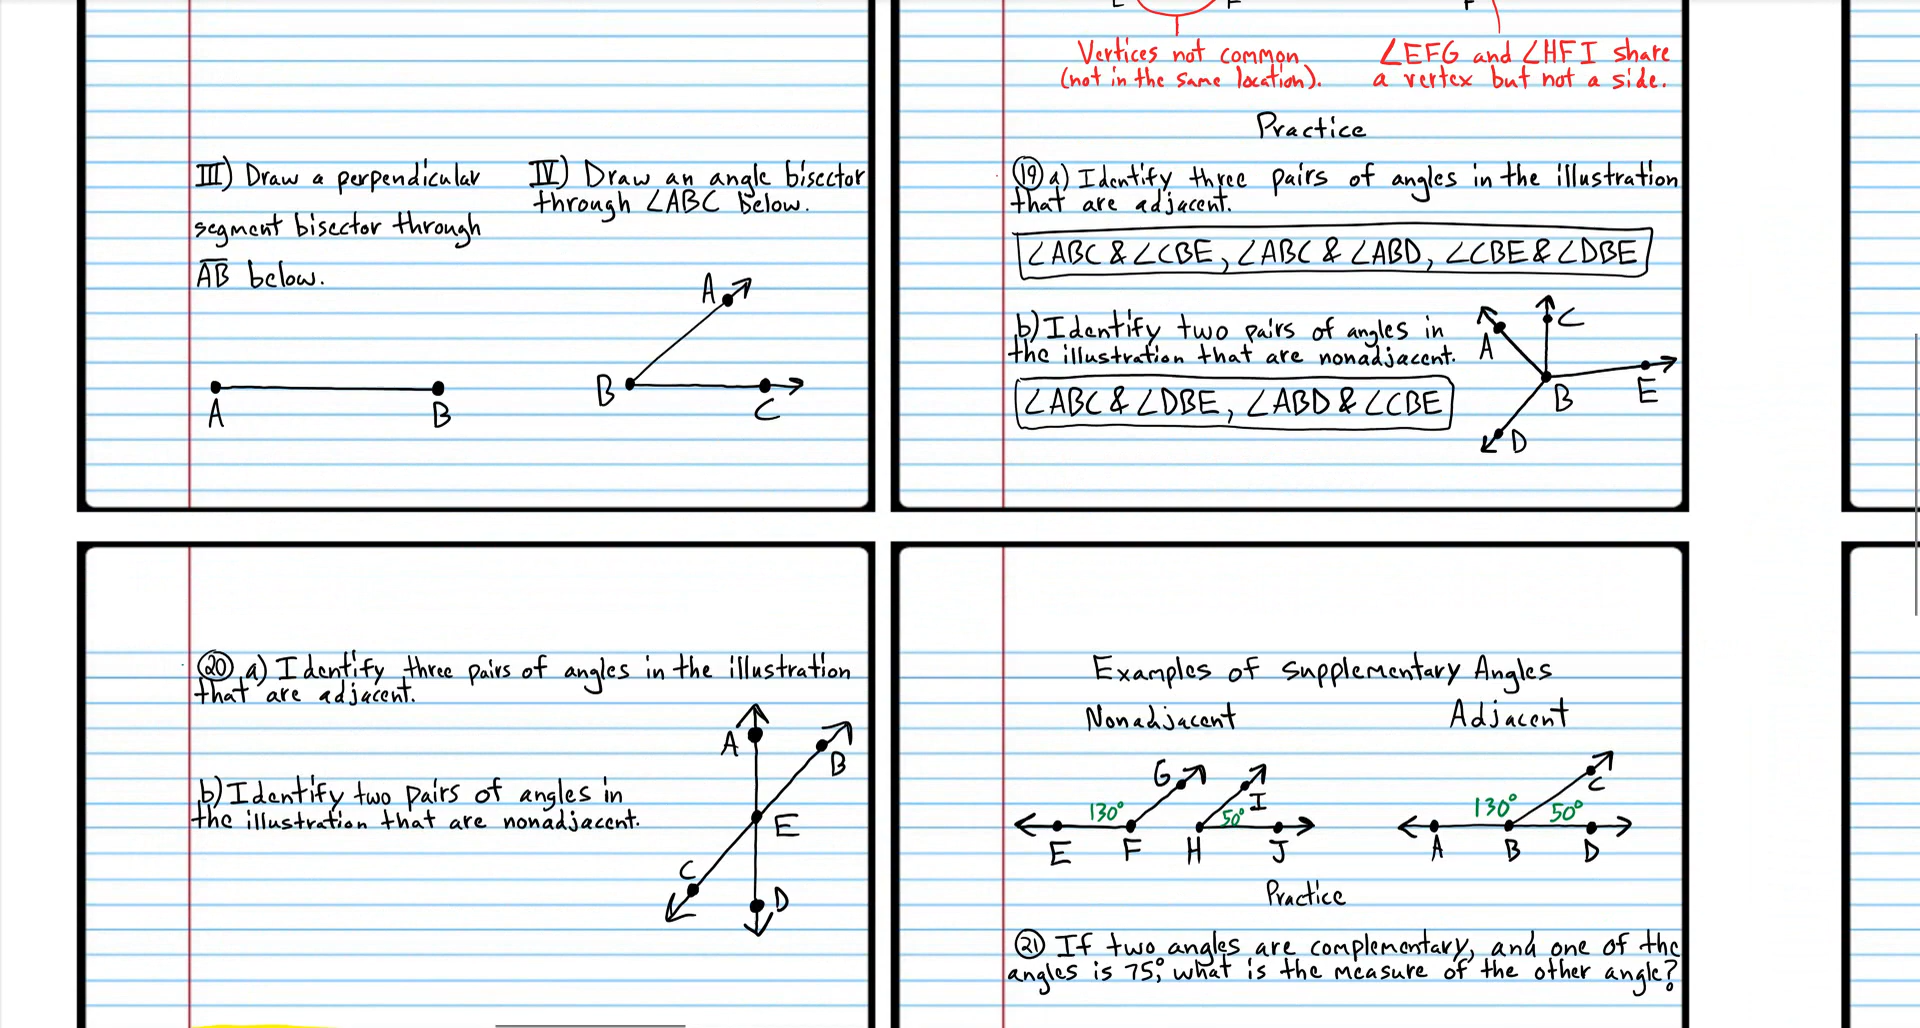 III) Draw a perpendicular
segment bisector through
AB below.
A
B
IV) Draw an angle bisector
through ∠ABC below.
A
B
C
E
F
F
Vertices not common
(not in the same location).
∠EFG and ∠HFI share
a vertex but not a side.
Practice
19 a) Identify three pairs of angles in the illustration
that are adjacent.
∠ABC & ∠CBE, ∠ABC & ∠ABD, ∠CBE & ∠DBE
b) Identify two pairs of angles in
the illustration that are nonadjacent.
∠ABC & ∠DBE, ∠ABD & ∠CBE
A
C
B
E
D
20 a) Identify three pairs of angles in the illustration
that are adjacent.
b) Identify two pairs of angles in
the illustration that are nonadjacent.
A
B
E
C
D
Examples of Supplementary Angles
Nonadjacent
Adjacent
G
I
130°
50°
E
F
H
J
C
130°
50°
A
B
D
Practice
21 If two angles are complementary, and one of the
angles is 75°, what is the measure of the other angle?